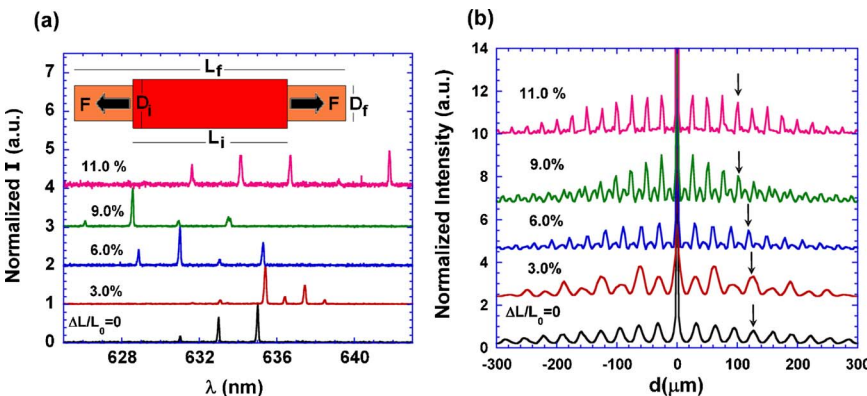 (a)
7
6
5
4
3
2
1
0
Normalized I (a.u.)
L_f
F
D_i
F
D_f
L_i
11.0 %
9.0%
6.0%
3.0%
ΔL/L_0=0
628
632
636
640
λ (nm)
(b)
14
12
10
8
6
4
2
0
Normalized Intensity (a.u.)
11.0 %
9.0%
6.0%
3.0%
ΔL/L_0=0
-300
-200
-100
0
100
200
300
d(μm)